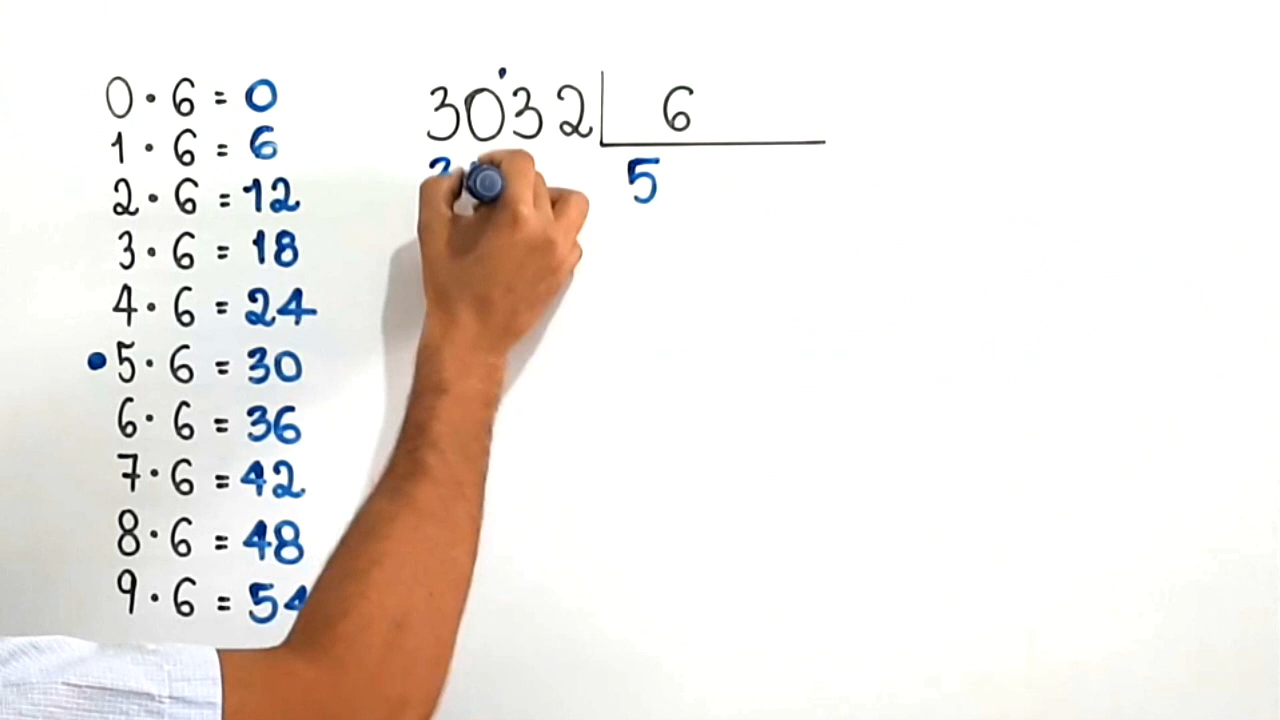 0 · 6 = 0
1 · 6 = 6
2 · 6 = 12
3 · 6 = 18
4 · 6 = 24
• 5 · 6 = 30
6 · 6 = 36
7 · 6 = 42
8 · 6 = 48
9 · 6 = 54
3032 6
5